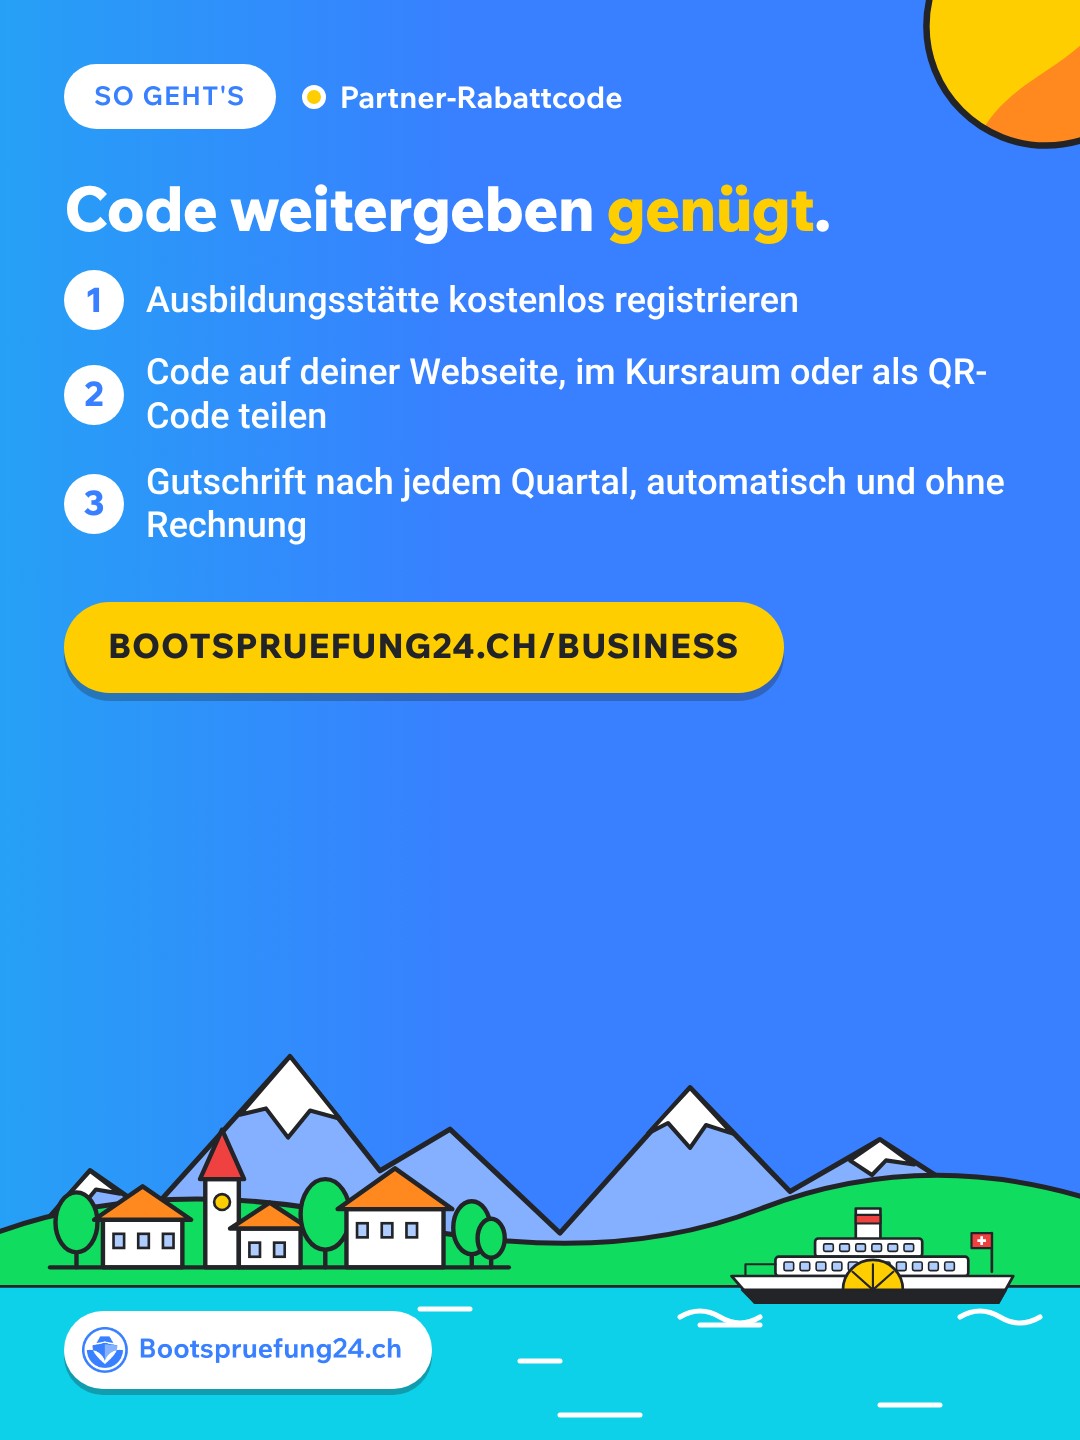 SO GEHT'S
Partner-Rabattcode
Code weitergeben genügt.
1 Ausbildungsstätte kostenlos registrieren
2 Code auf deiner Webseite, im Kursraum oder als QR-
Code teilen
3 Gutschrift nach jedem Quartal, automatisch und ohne
Rechnung
BOOTSPRUEFUNG24.CH/BUSINESS
Bootspruefung24.ch